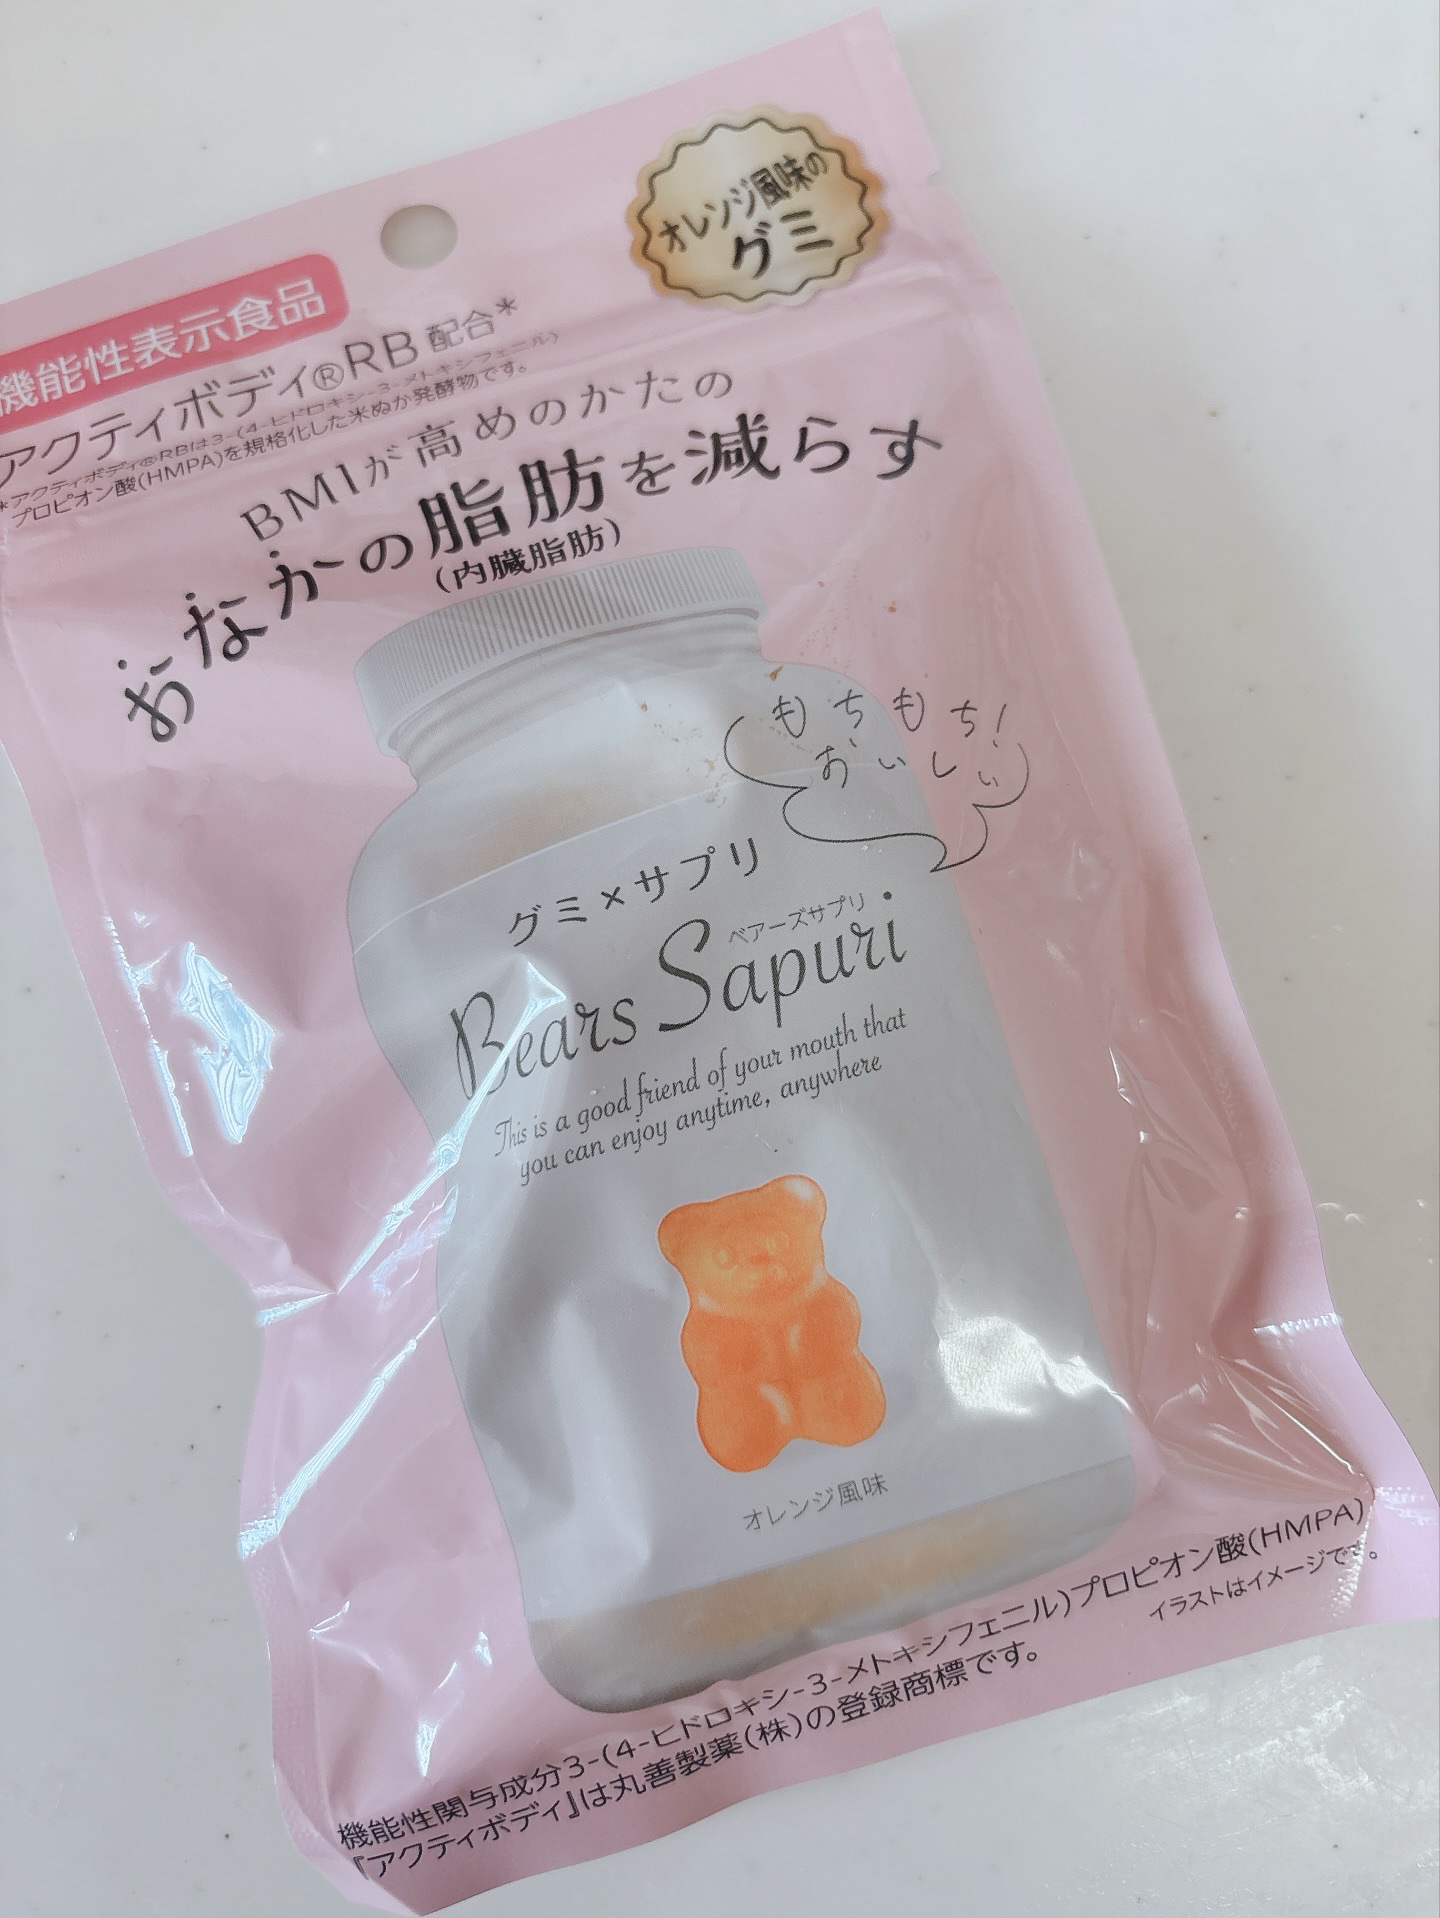 オレンジ風味の
グミ
機能性表示食品
アクティボディ®RB配合*
*アクティボディ®RBは3-(4-ヒドロキシ-3-メトキシフェニル)
プロピオン酸(HMPA)を規格化した米ぬか発酵物です。
BMIが高めのかたの
おなかの脂肪を減らす
(内臓脂肪)
もちもち!
おいしい
グミ×サプリ
ベアーズサプリ
Bears Sapuri
This is a good friend of your mouth that
you can enjoy anytime, anywhere
オレンジ風味
機能性関与成分3-(4-ヒドロキシ-3-メトキシフェニル)プロピオン酸(HMPA)
『アクティボディ』は丸善製薬(株)の登録商標です。
イラストはイメージです。